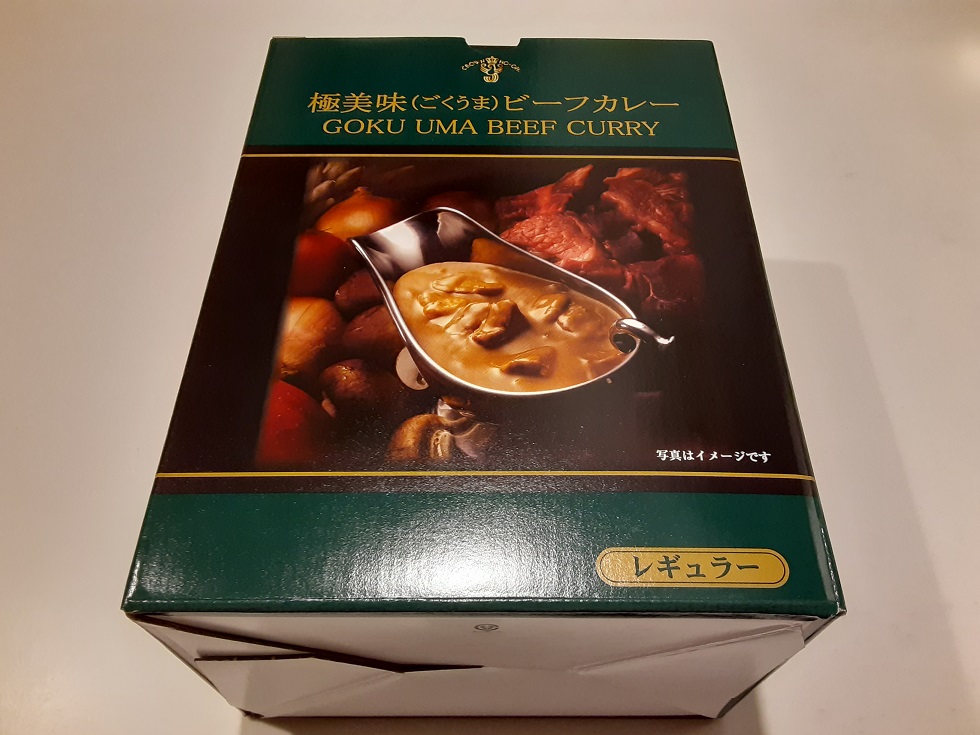 極美味(ごくうま)ビーフカレー
GOKU UMA BEEF CURRY
写真はイメージです
レギュラー